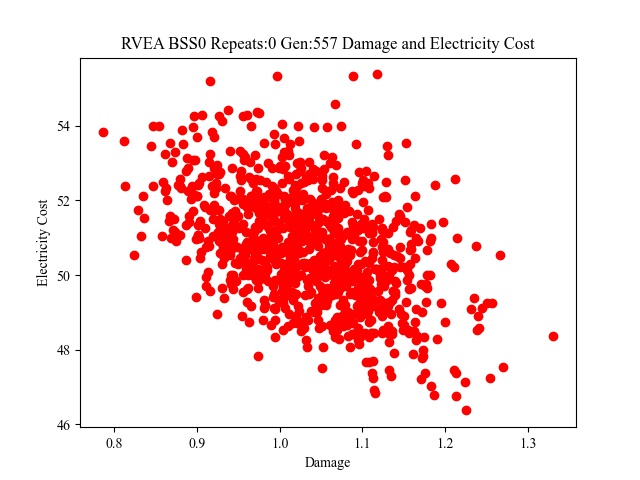 RVEA BSS0 Repeats:0 Gen:557 Damage and Electricity Cost
54
52
50
48
46
Electricity Cost
0.8 0.9 1.0 1.1 1.2 1.3
Damage